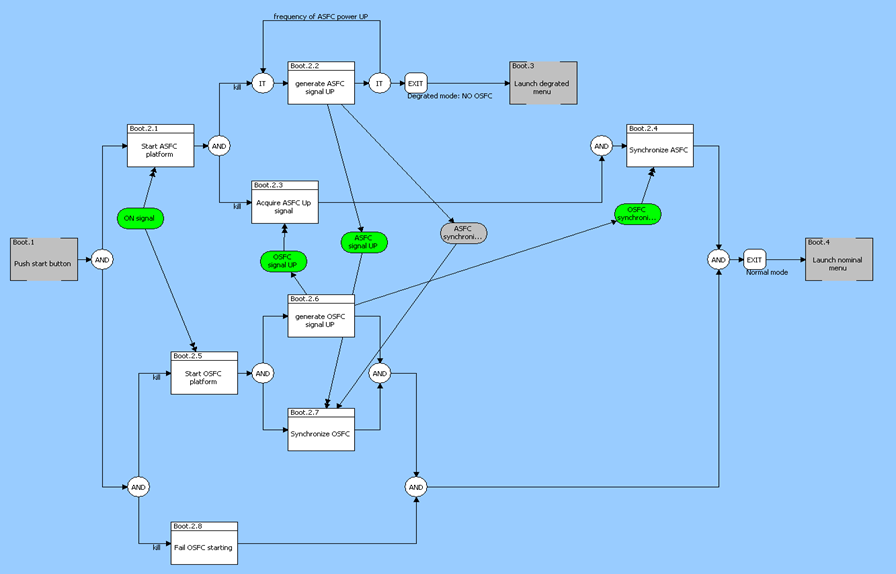 frequency of ASFC power UP
Boot.2.2
generate ASFC
signal UP
IT
IT
EXIT
kill
Degrated mode: NO OSFC
Boot.3
Launch degrated
menu
Boot.2.1
Start ASFC
platform
AND
AND
Boot.2.4
Synchronize ASFC
Boot.2.3
Acquire ASFC Up
signal
kill
ON signal
OSFC
synchroni...
ASFC
signal UP
ASFC
synchroni...
Boot.1
Push start button
AND
OSFC
signal UP
AND
EXIT
Normal mode
Boot.4
Launch nominal
menu
Boot.2.6
generate OSFC
signal UP
Boot.2.5
Start OSFC
platform
kill
AND
AND
Boot.2.7
Synchronize OSFC
AND
AND
Boot.2.8
Fail OSFC starting
kill